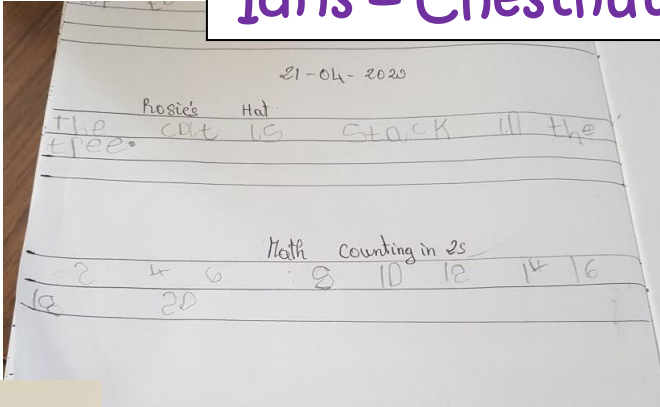 Idris - Chestnut
21-04-2020
Rosie's Hat
The cat is stack in the
tree.
Math counting in 2s
2 4 6 8 10 12 14 16
18 20